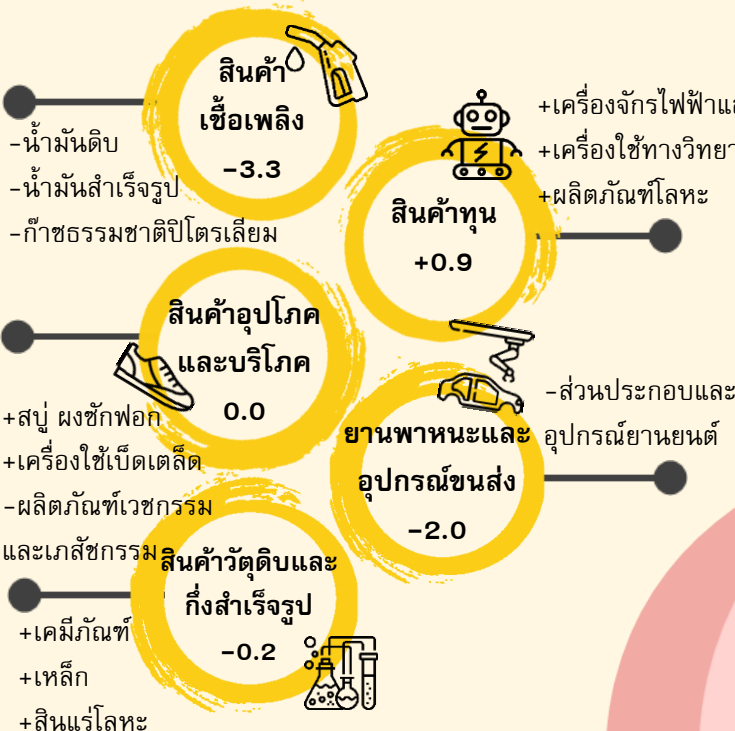 สินค้า
เชื้อเพลิง
-3.3
-น้ำมันดิบ
-น้ำมันสำเร็จรูป
-ก๊าซธรรมชาติปิโตรเลียม
+เครื่องจักรไฟฟ้า
+เครื่องใช้ทางวิทยา
+ผลิตภัณฑ์โลหะ
สินค้าทุน
+0.9
สินค้าอุปโภค
และบริโภค
0.0
+สบู่ ผงซักฟอก
+เครื่องใช้เบ็ดเตล็ด
-ผลิตภัณฑ์เวชกรรม
และเภสัชกรรม
-ส่วนประกอบและ
อุปกรณ์ยานยนต์
ยานพาหนะและ
อุปกรณ์ขนส่ง
-2.0
สินค้าวัตถุดิบและ
กึ่งสำเร็จรูป
-0.2
+เคมีภัณฑ์
+เหล็ก
+สินแร่โลหะ